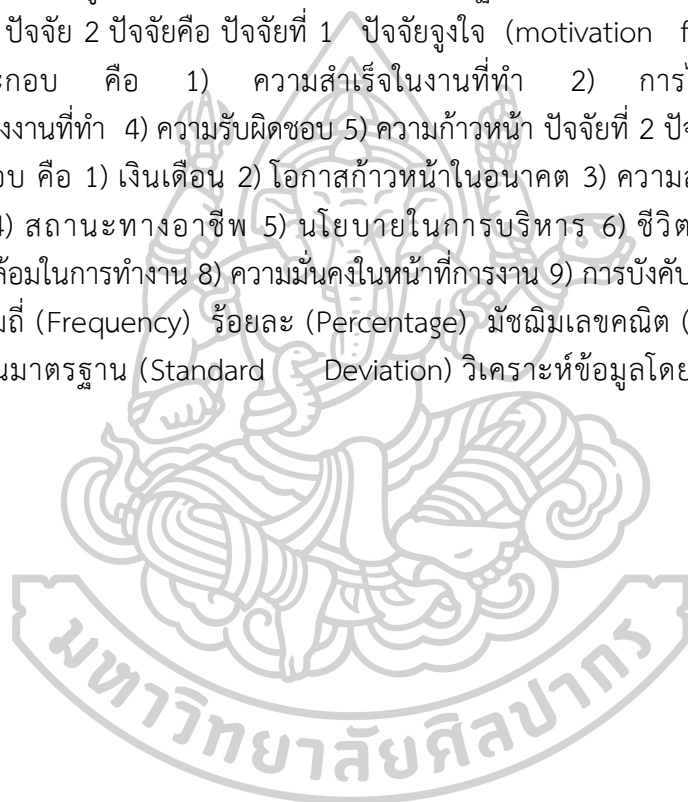 ปัจจัย 2 ปัจจัยคือ ปัจจัยที่ 1 ปัจจัยจูงใจ (motivation f
ะกอบ คือ 1) ความสำเร็จในงานที่ทำ 2) การไ
งงานที่ทำ 4) ความรับผิดชอบ 5) ความก้าวหน้า ปัจจัยที่ 2 ปัจ
อบ คือ 1) เงินเดือน 2) โอกาสก้าวหน้าในอนาคต 3) ความส
4) สถานะทางอาชีพ 5) นโยบายในการบริหาร 6) ชีวิต
ล้อมในการทำงาน 8) ความมั่นคงในหน้าที่การงาน 9) การบังคับ
มถี่ (Frequency) ร้อยละ (Percentage) มัชฌิมเลขคณิต (
นมาตรฐาน (Standard Deviation) วิเคราะห์ข้อมูลโดย
มหาวิทยาลัยศิลปากร